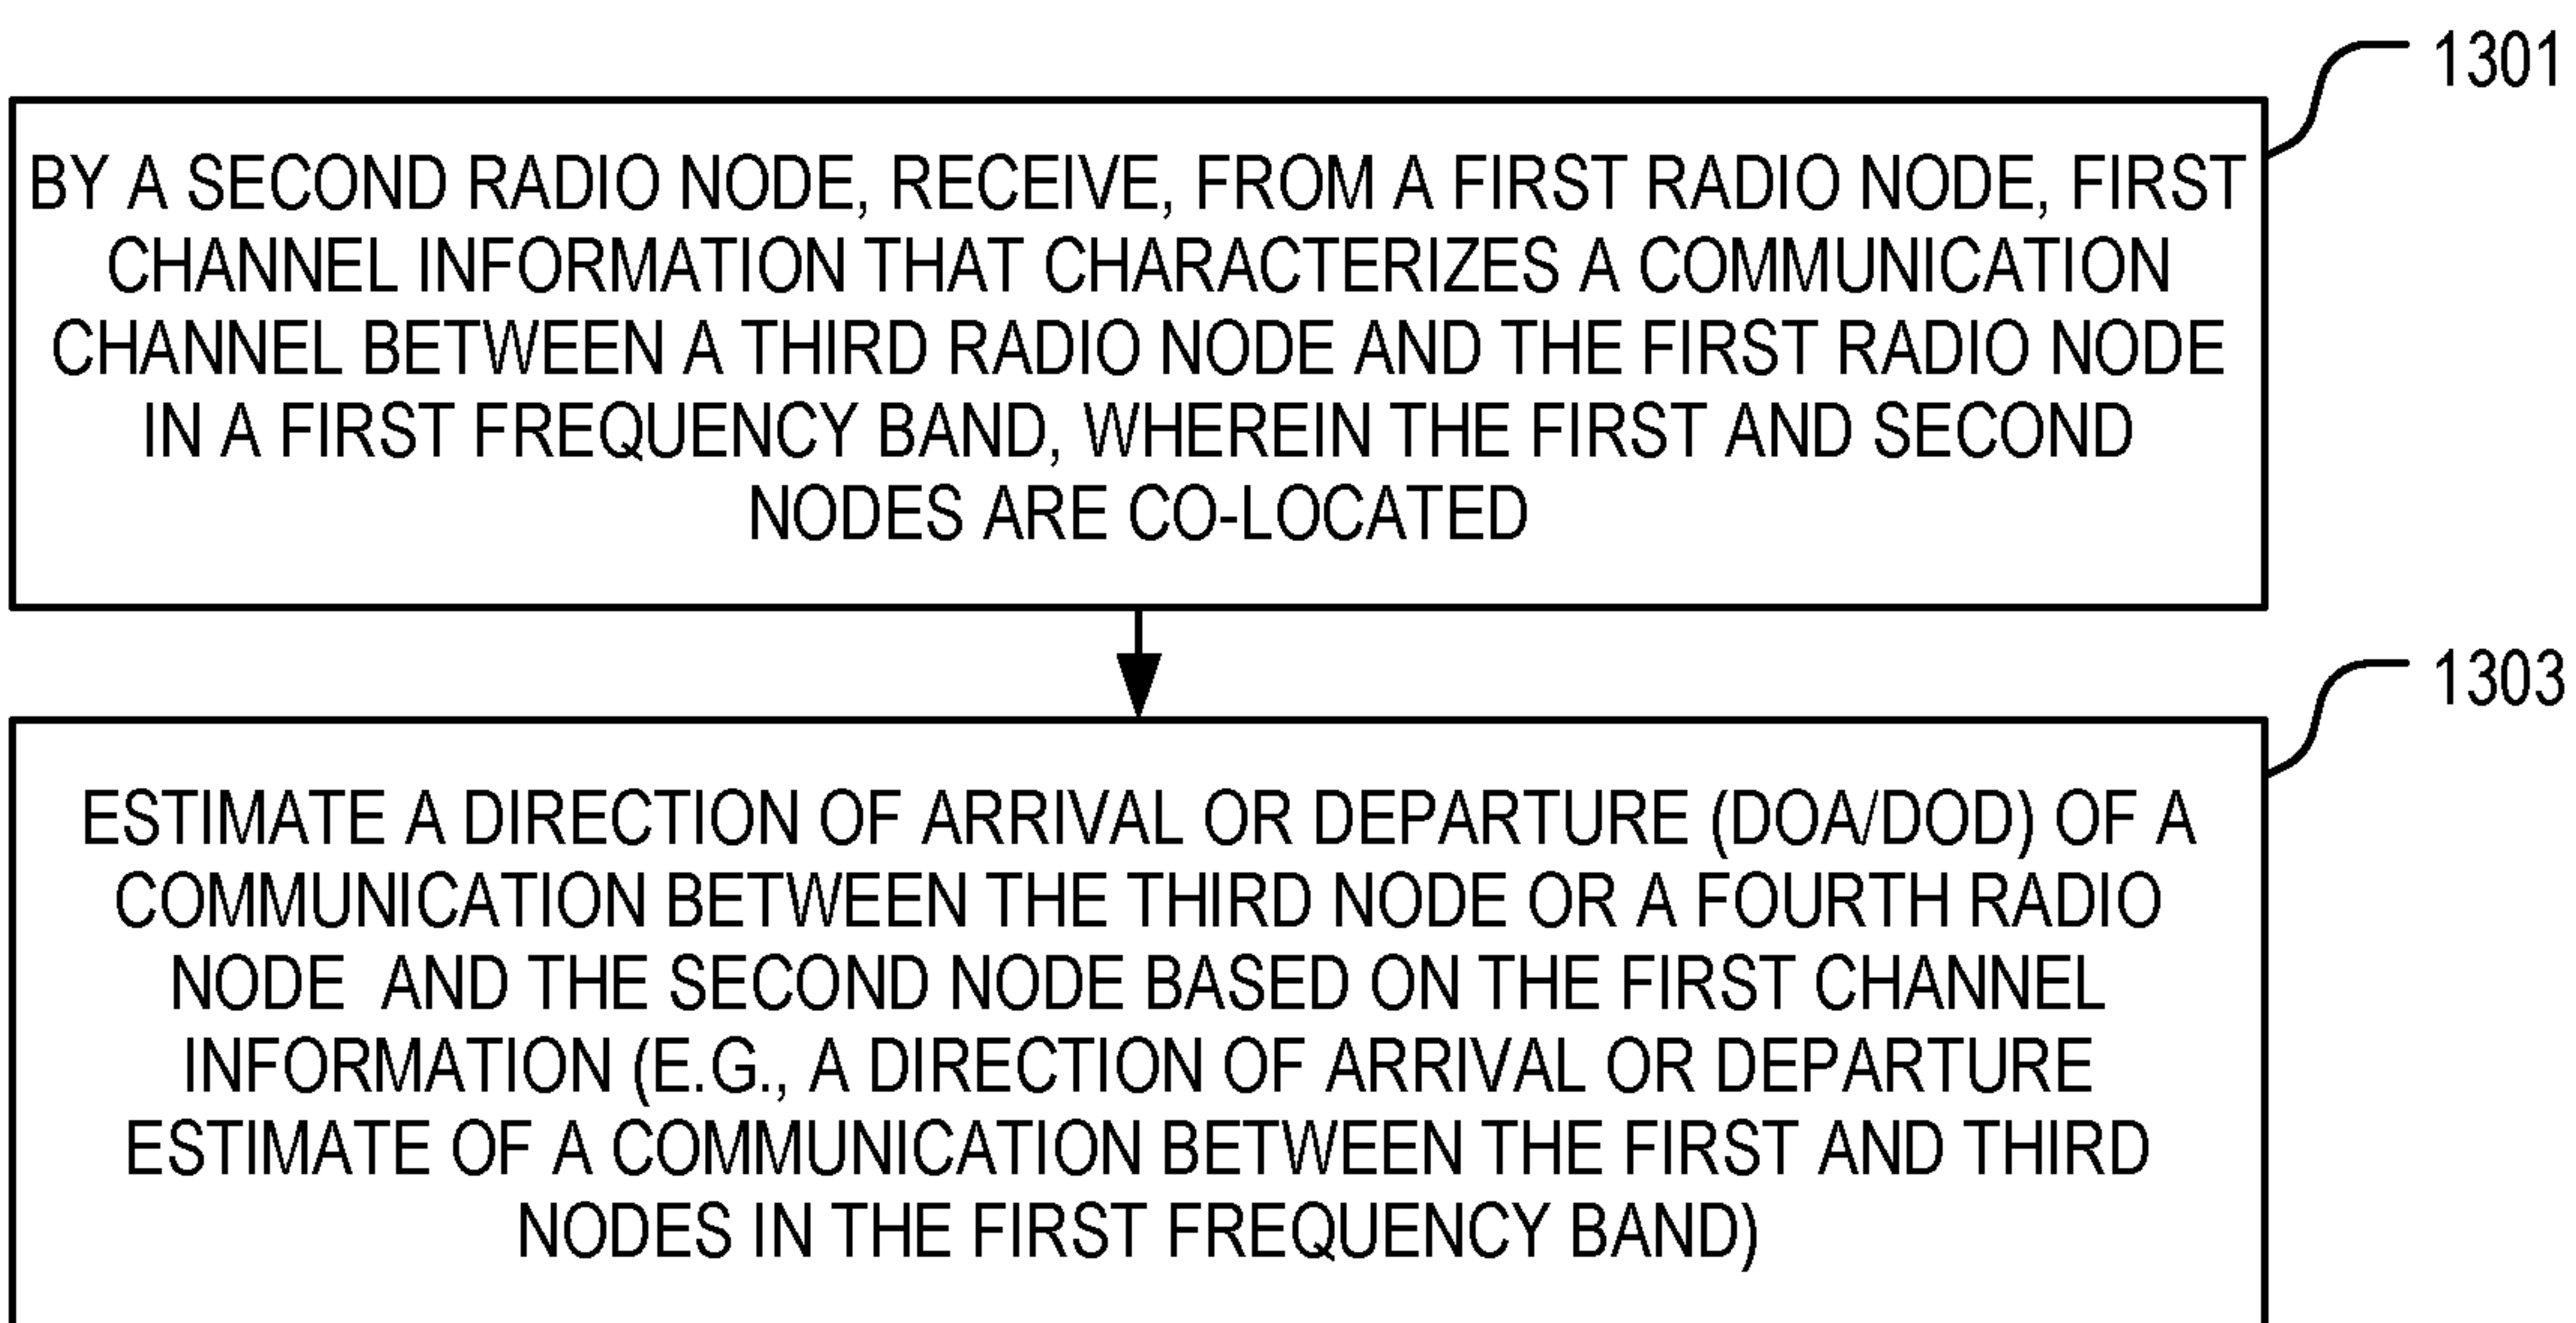 1301
BY A SECOND RADIO NODE, RECEIVE, FROM A FIRST RADIO NODE, FIRST
CHANNEL INFORMATION THAT CHARACTERIZES A COMMUNICATION
CHANNEL BETWEEN A THIRD RADIO NODE AND THE FIRST RADIO NODE
IN A FIRST FREQUENCY BAND, WHEREIN THE FIRST AND SECOND
NODES ARE CO-LOCATED
1303
ESTIMATE A DIRECTION OF ARRIVAL OR DEPARTURE (DOA/DOD) OF A
COMMUNICATION BETWEEN THE THIRD NODE OR A FOURTH RADIO
NODE  AND THE SECOND NODE BASED ON THE FIRST CHANNEL
INFORMATION (E.G., A DIRECTION OF ARRIVAL OR DEPARTURE
ESTIMATE OF A COMMUNICATION BETWEEN THE FIRST AND THIRD
NODES IN THE FIRST FREQUENCY BAND)